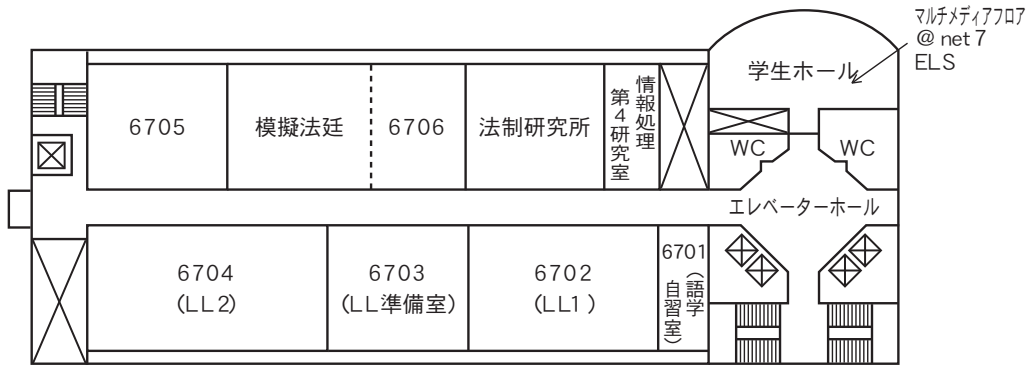 マルチメディアフロア
@ net 7
ELS
学生ホール
6705
模擬法廷
6706
法制研究所
情報処理
第4研究室
WC
WC
エレベーターホール
6704
(LL2)
6703
(LL準備室)
6702
(LL1)
6701
(語学
自習室)